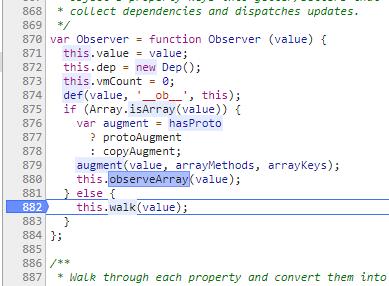 868 * collect dependencies and dispatches updates.
869 */
870 var Observer = function Observer (value) {
871 this.value = value;
872 this.dep = new Dep();
873 this.vmCount = 0;
874 def(value, '__ob__', this);
875 if (Array.isArray(value)) {
876 var augment = hasProto
877 ? protoAugment
878 : copyAugment;
879 augment(value, arrayMethods, arrayKeys);
880 this.observeArray(value);
881 } else {
882 this.walk(value);
883 }
884 };
885
886 /**
887 * Walk through each property and convert them into